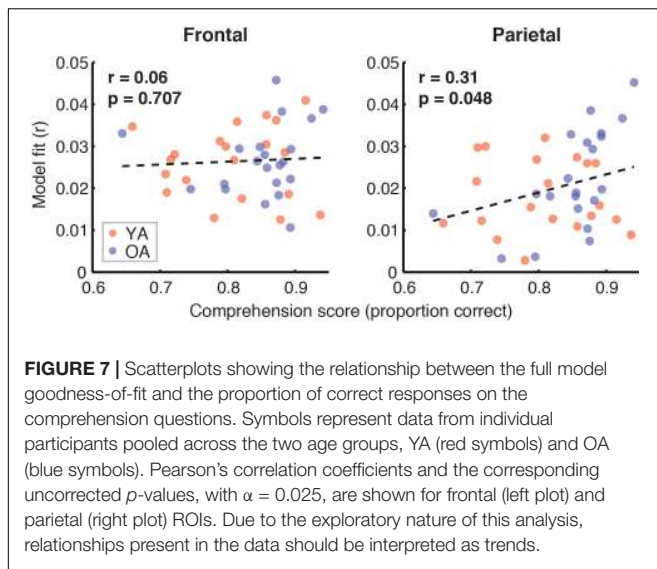 Frontal
Parietal
0.05
0.04
0.03
0.02
0.01
0
Model fit (r)
r = 0.06
p = 0.707
YA
OA
0.6
0.7
0.8
0.9
0.05
0.04
0.03
0.02
0.01
0
r = 0.31
p = 0.048
0.6
0.7
0.8
0.9
Comprehension score (proportion correct)
FIGURE 7 | Scatterplots showing the relationship between the full model
goodness-of-fit and the proportion of correct responses on the
comprehension questions. Symbols represent data from individual
participants pooled across the two age groups, YA (red symbols) and OA
(blue symbols). Pearson's correlation coefficients and the corresponding
uncorrected p-values, with α = 0.025, are shown for frontal (left plot) and
parietal (right plot) ROIs. Due to the exploratory nature of this analysis,
relationships present in the data should be interpreted as trends.